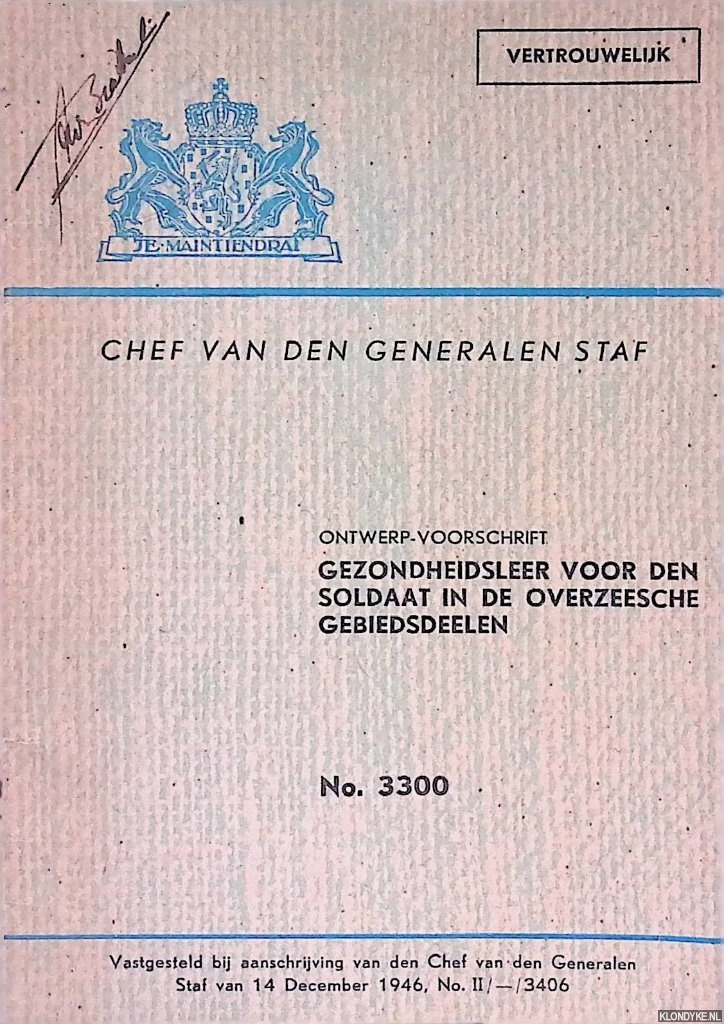 VERTROUWELIJK
JE·MAINTIENDRAI
CHEF VAN DEN GENERALEN STAF
ONTWERP-VOORSCHRIFT
GEZONDHEIDSLEER VOOR DEN
SOLDAAT IN DE OVERZEESCHE
GEBIEDSDEELEN
No. 3300
Vastgesteld bij aanschrijving van den Chef van den Generalen
Staf van 14 December 1946, No. II/—/3406
KLONDYKE.NL